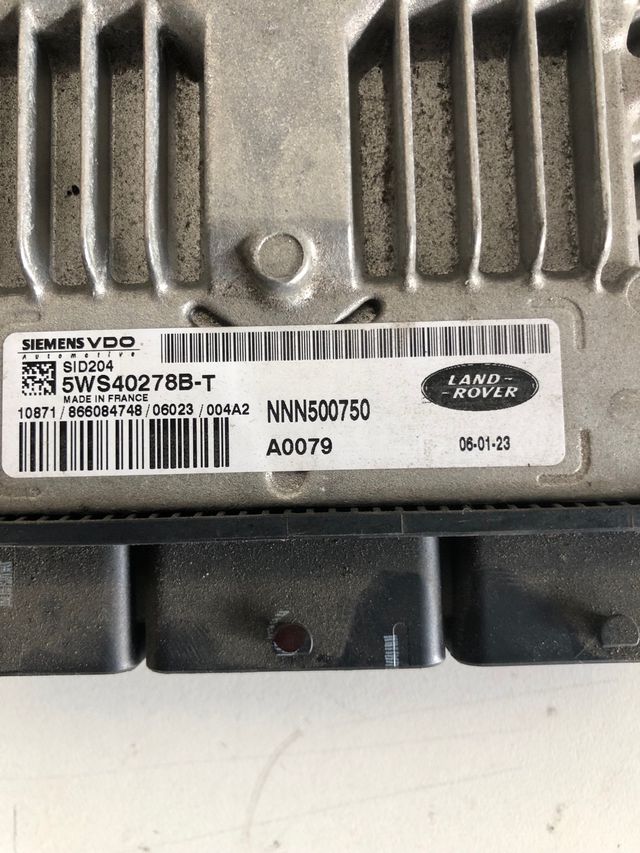 SIEMENS VDO
Automotive
SID204
5WS40278B-T
MADE IN FRANCE
10871 / 866084748 / 06023 / 004A2
NNN500750
A0079
LAND~
~ROVER
06-01-23